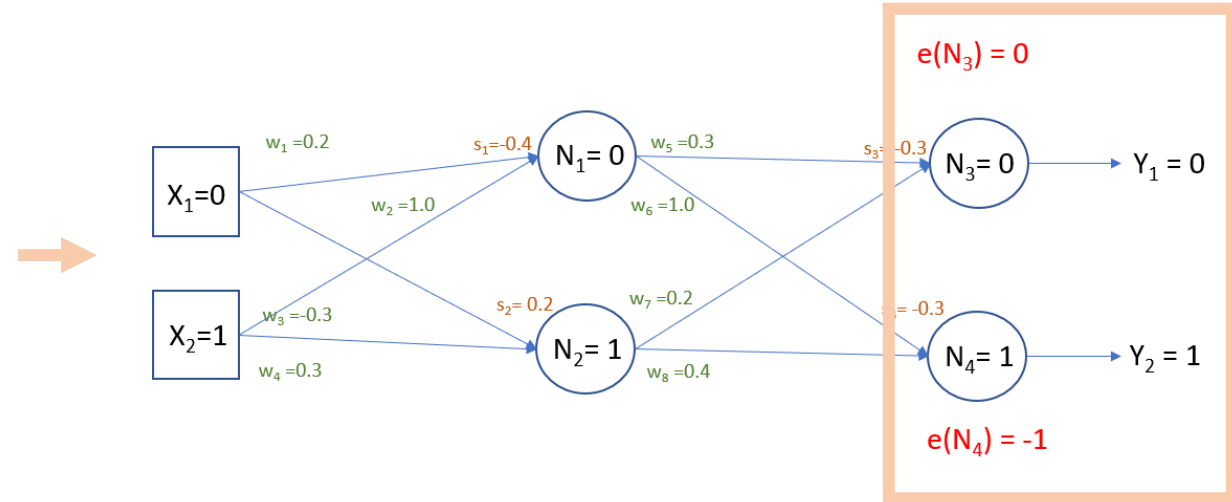 e(N₃) = 0
w₁ =0.2
s₁=-0.4
N₁= 0
w₅ =0.3
s₃= -0.3
N₃= 0
Y₁ = 0
X₁=0
w₂ =1.0
w₆ =1.0
X₂=1
w₃ =-0.3
s₂= 0.2
w₇ =0.2
= -0.3
w₄ =0.3
N₂= 1
w₈ =0.4
N₄= 1
Y₂ = 1
e(N₄) = -1